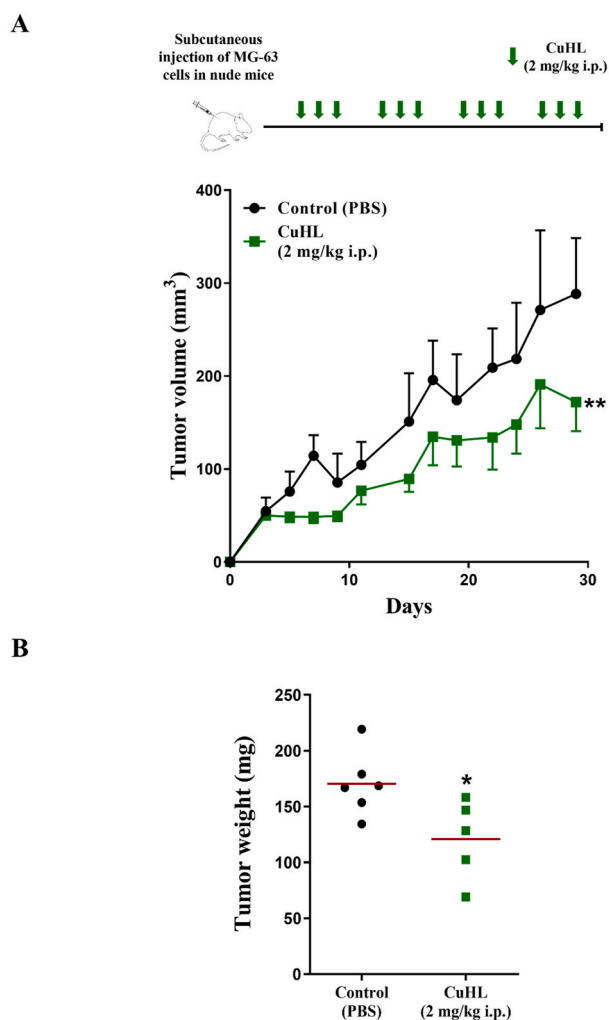 A
Subcutaneous
injection of MG-63
cells in nude mice
CuHL
(2 mg/kg i.p.)
400
300
200
100
0
Tumor volume (mm³)
Control (PBS)
CuHL
(2 mg/kg i.p.)
**
0 10 20 30
Days
B
250
200
150
100
50
0
Tumor weight (mg)
*
Control
(PBS)
CuHL
(2 mg/kg i.p.)